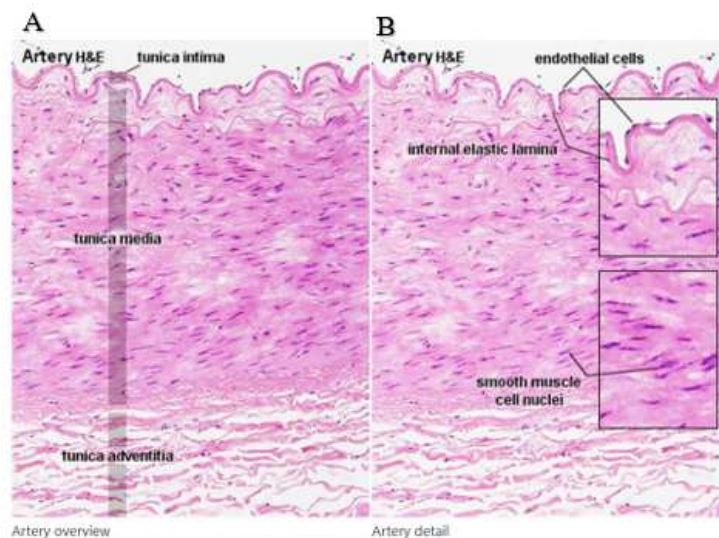 A
Artery H&E
tunica intima
tunica media
tunica adventitia
Artery overview
B
Artery H&E
endothelial cells
internal elastic lamina
smooth muscle
cell nuclei
Artery detail